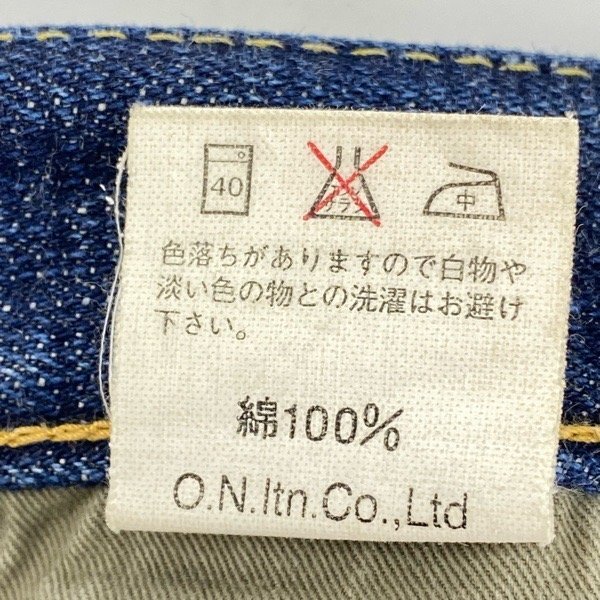 40
中
色落ちがありますので白物や
淡い色の物との洗濯はお避け
下さい。
綿100%
O.N.Itn.Co.,Ltd